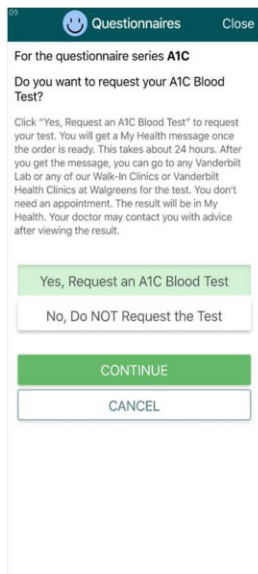 09
Questionnaires Close
For the questionnaire series A1C
Do you want to request your A1C Blood
Test?
Click "Yes, Request an A1C Blood Test" to request
your test. You will get a My Health message once
the order is ready. This takes about 24 hours. After
you get the message, you can go to any Vanderbilt
Lab or any of our Walk-In Clinics or Vanderbilt
Health Clinics at Walgreens for the test. You don't
need an appointment. The result will be in My
Health. Your doctor may contact you with advice
after viewing the result.
Yes, Request an A1C Blood Test
No, Do NOT Request the Test
CONTINUE
CANCEL